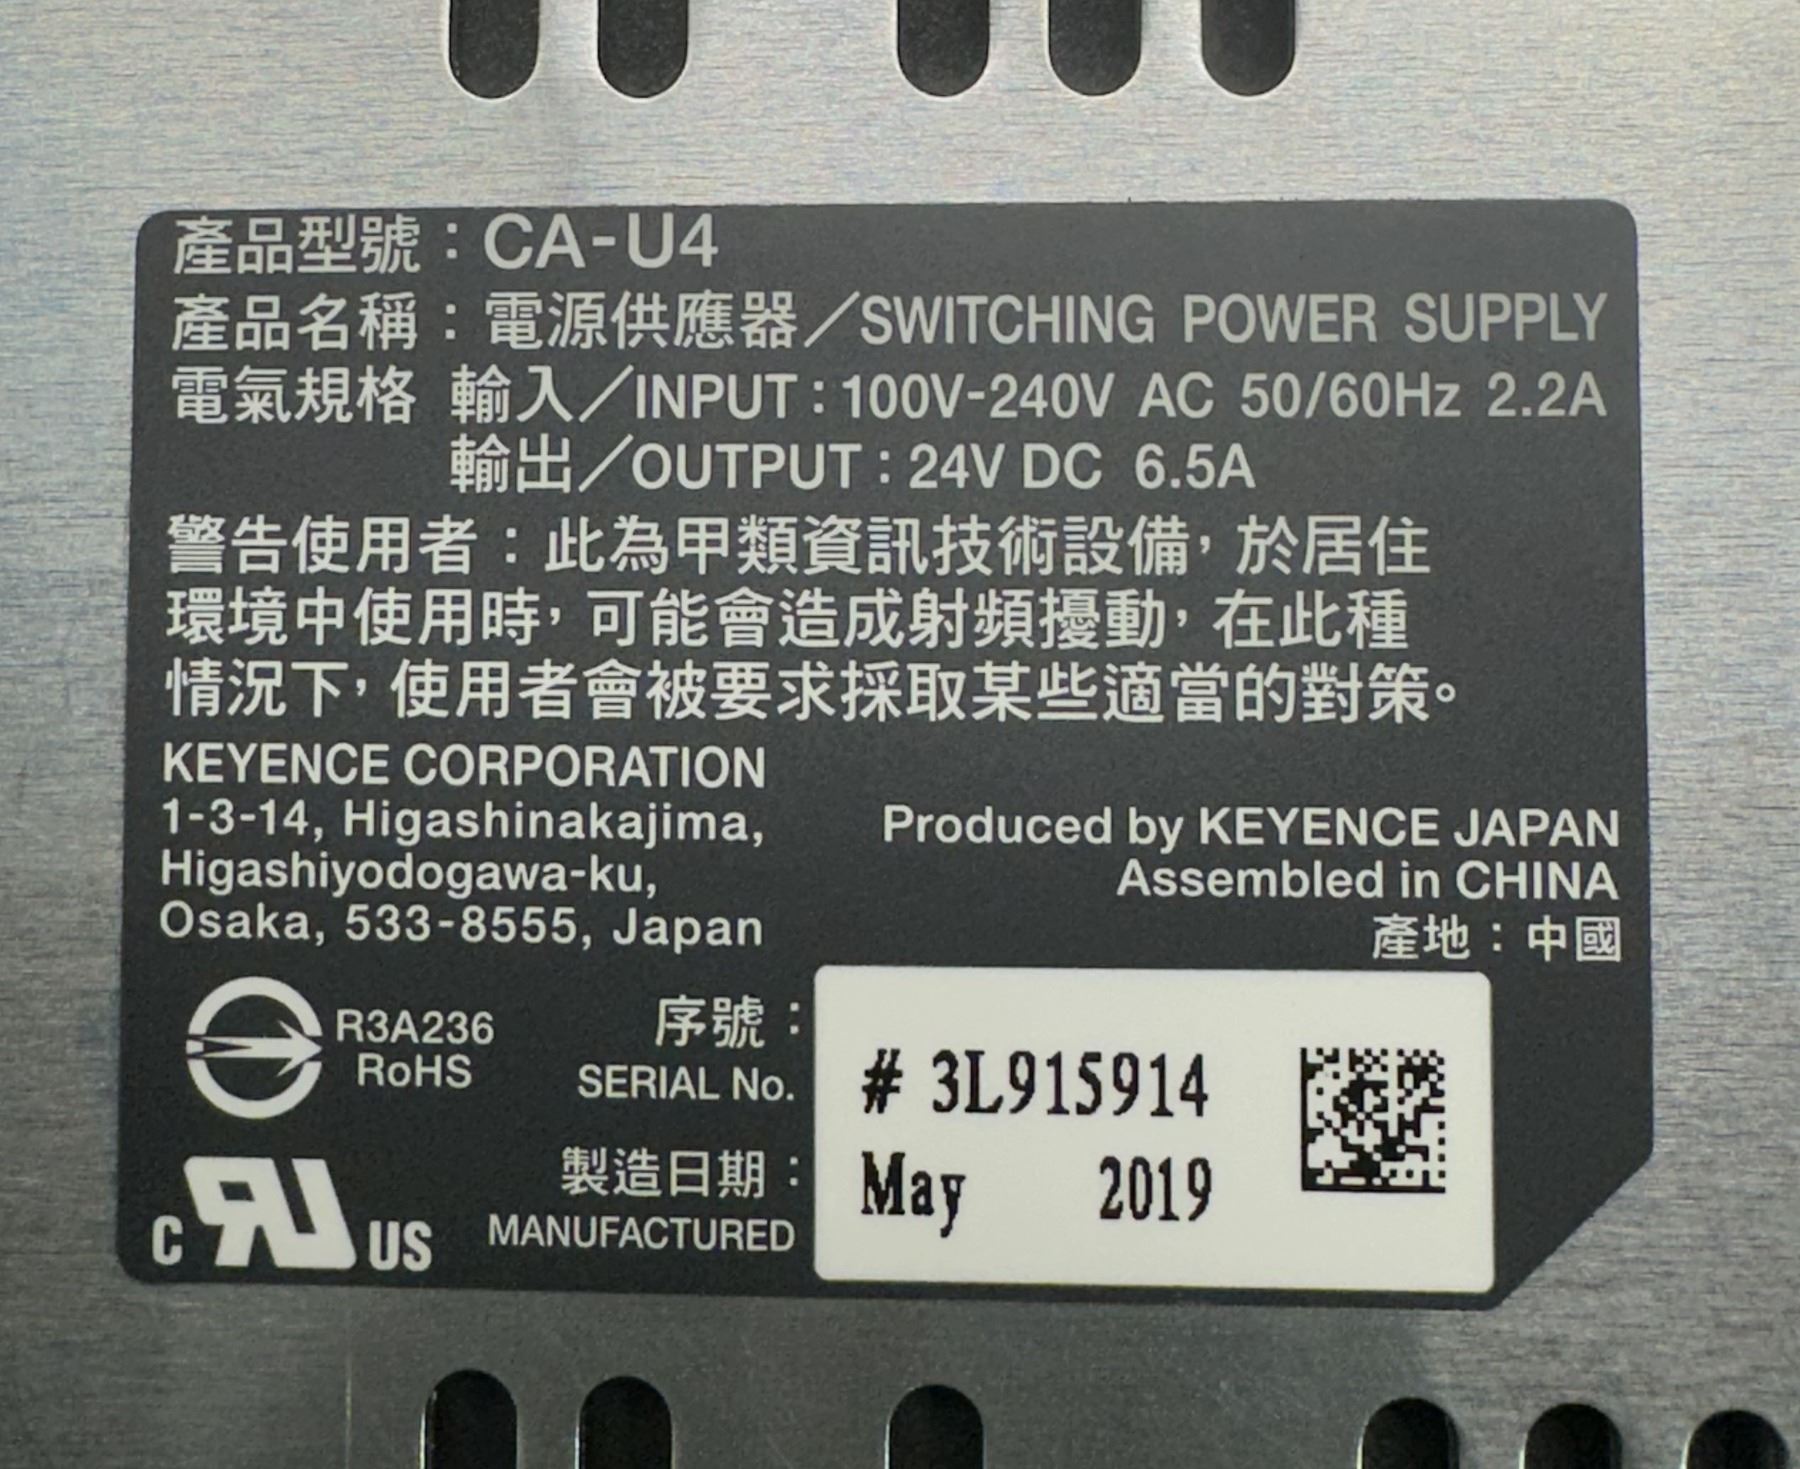 產品型號：CA-U4
產品名稱：電源供應器／SWITCHING POWER SUPPLY
電氣規格 輸入／INPUT：100V-240V AC 50/60Hz 2.2A
輸出／OUTPUT：24V DC 6.5A
警告使用者：此為甲類資訊技術設備，於居住
環境中使用時，可能會造成射頻擾動，在此種
情況下，使用者會被要求採取某些適當的對策。
KEYENCE CORPORATION
1-3-14, Higashinakajima,
Higashiyodogawa-ku,
Osaka, 533-8555, Japan
Produced by KEYENCE JAPAN
Assembled in CHINA
產地：中國
R3A236
RoHS
序號：
SERIAL No.
# 3L915914
製造日期：
MANUFACTURED
May 2019
C RU US